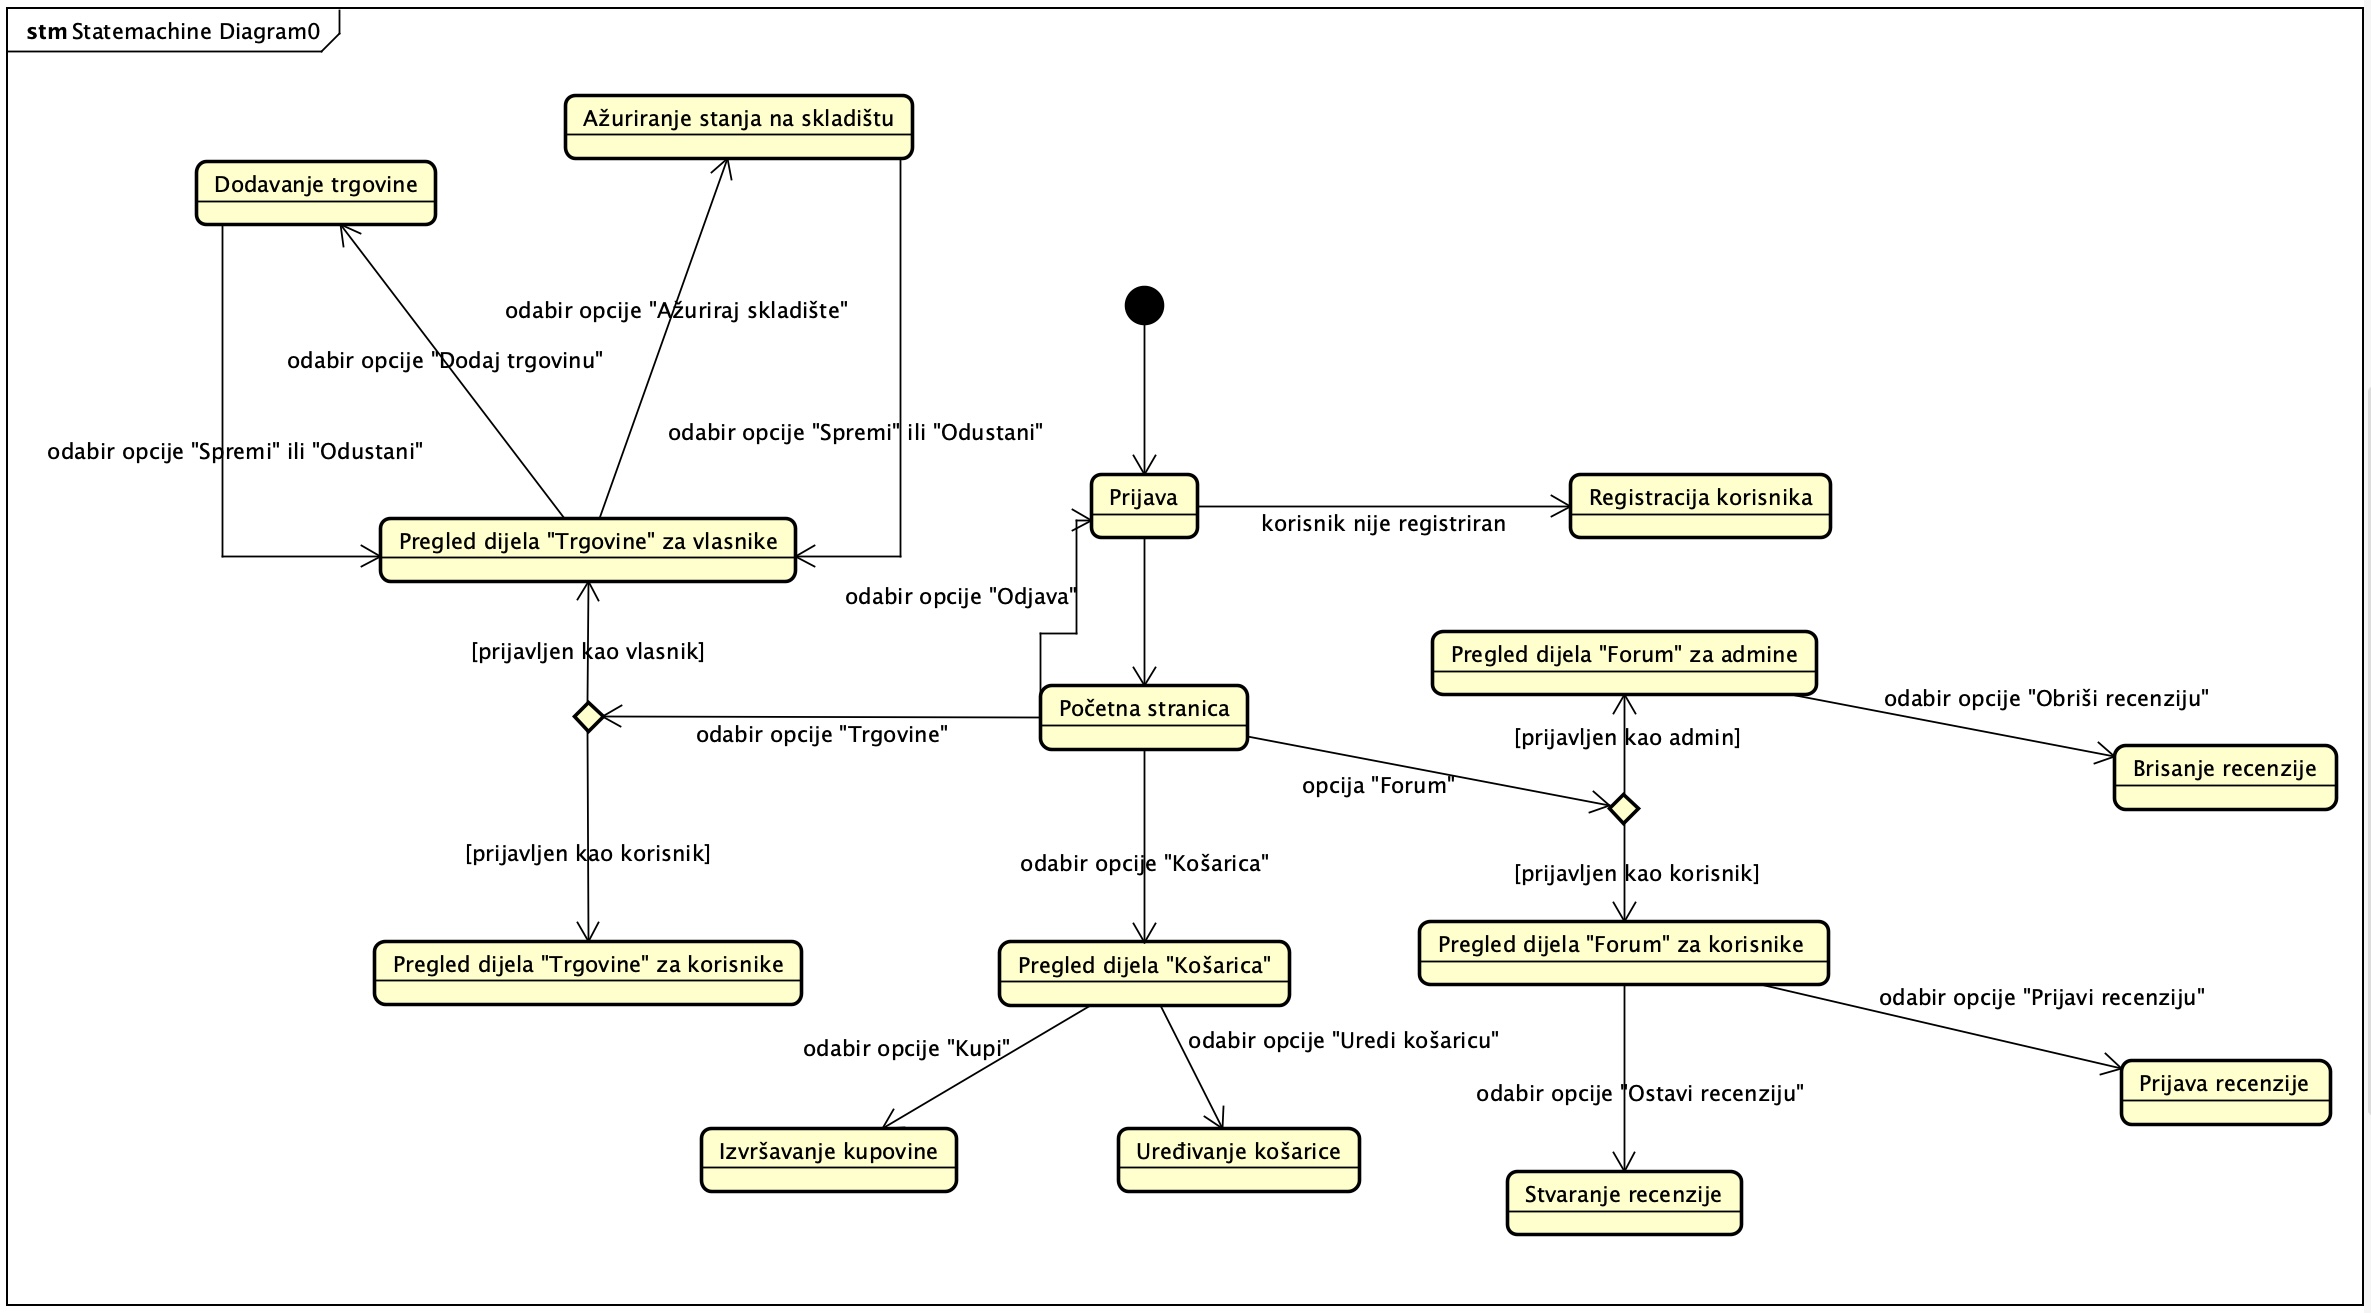 stm Statemachine Diagram0
Ažuriranje stanja na skladištu
Dodavanje trgovine
odabir opcije "Ažuriraj skladište"
odabir opcije "Dodaj trgovinu"
odabir opcije "Spremi" ili "Odustani"
odabir opcije "Spremi" ili "Odustani"
Prijava
Registracija korisnika
korisnik nije registriran
Pregled dijela "Trgovine" za vlasnike
odabir opcije "Odjava"
[prijavljen kao vlasnik]
Pregled dijela "Forum" za admine
odabir opcije "Obriši recenziju"
Početna stranica
odabir opcije "Trgovine"
[prijavljen kao admin]
Brisanje recenzije
opcija "Forum"
[prijavljen kao korisnik]
odabir opcije "Košarica"
[prijavljen kao korisnik]
Pregled dijela "Forum" za korisnike
Pregled dijela "Trgovine" za korisnike
Pregled dijela "Košarica"
odabir opcije "Prijavi recenziju"
odabir opcije "Kupi"
odabir opcije "Uredi košaricu"
Prijava recenzije
odabir opcije "Ostavi recenziju"
Izvršavanje kupovine
Uređivanje košarice
Stvaranje recenzije